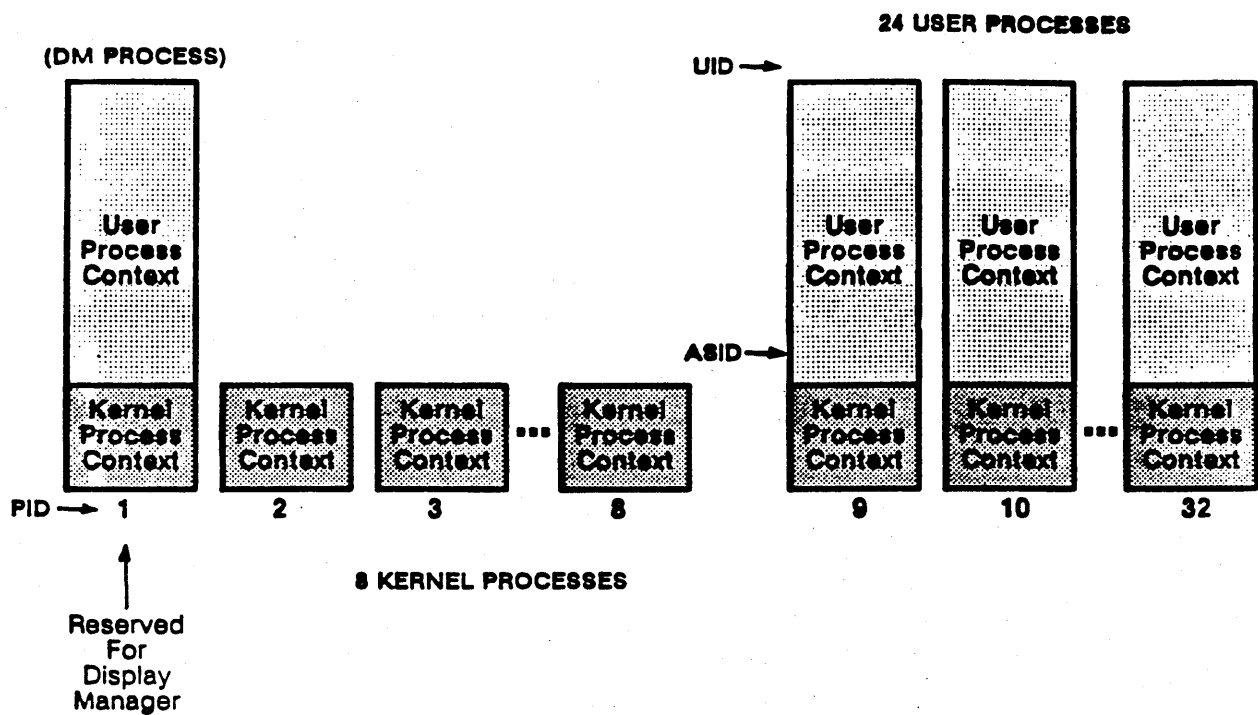 24 USER PROCESSES
(DM PROCESS)
UID
User
Process
Context
User
Process
Context
User
Process
Context
User
Process
Context
ASID
Kernel
Process
Context
Kernel
Process
Context
Kernel
Process
Context
Kernel
Process
Context
Kernel
Process
Context
Kernel
Process
Context
Kernel
Process
Context
PID 1 2 3 8 9 10 32
8 KERNEL PROCESSES
Reserved
For
Display
Manager